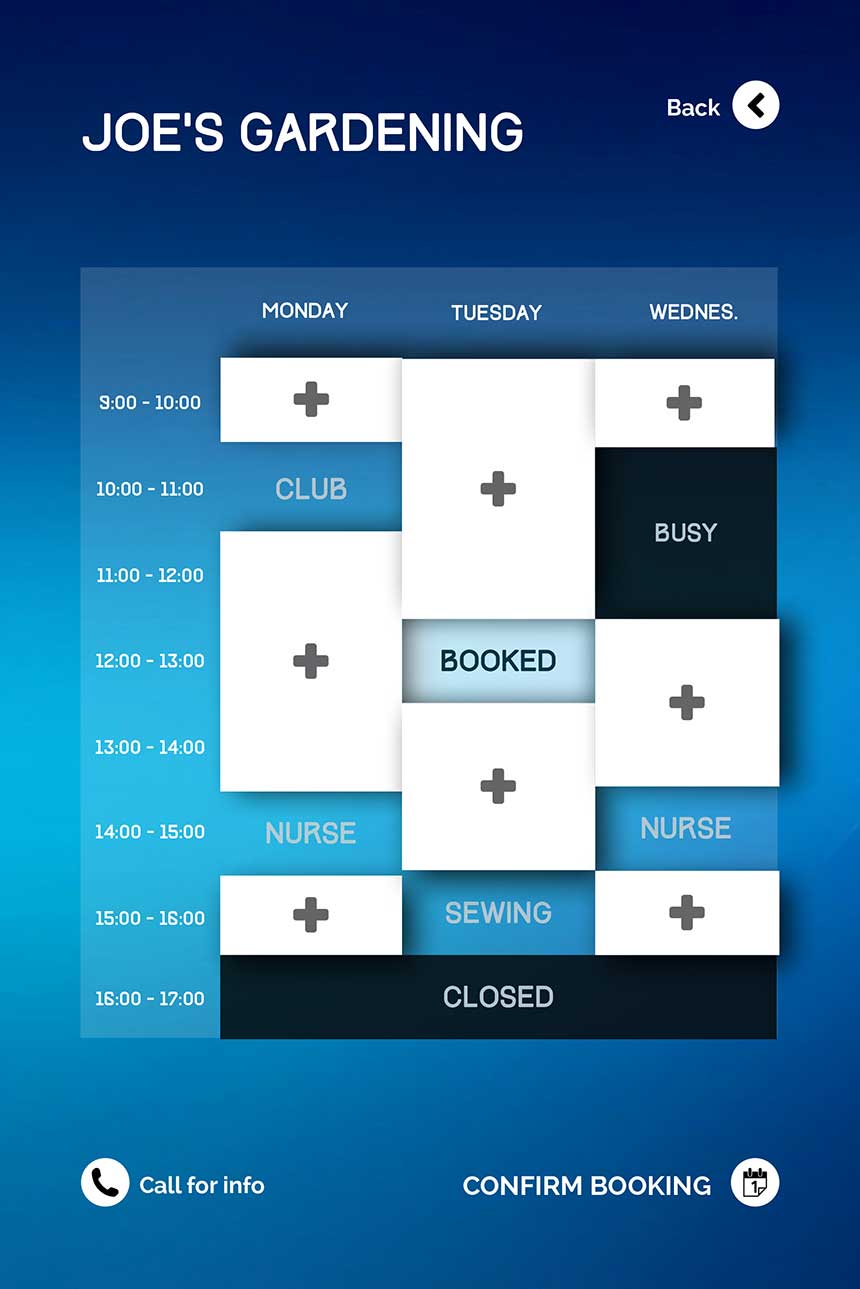 Back
JOE'S GARDENING
MONDAY TUESDAY WEDNES.
9:00 - 10:00
10:00 - 11:00 CLUB
BUSY
11:00 - 12:00
12:00 - 13:00 BOOKED
13:00 - 14:00
14:00 - 15:00 NURSE NURSE
15:00 - 16:00 SEWING
16:00 - 17:00 CLOSED
Call for info CONFIRM BOOKING 1